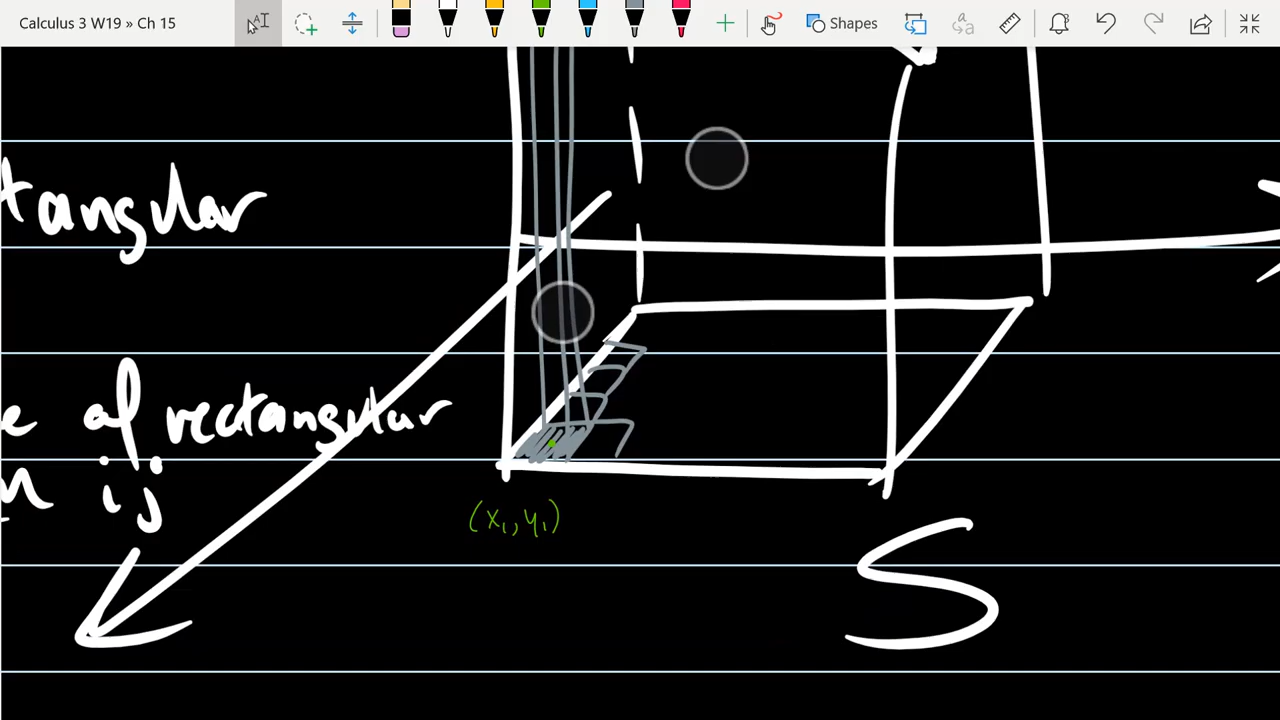 Calculus 3 W19 » Ch 15
Shapes
tangular
e of rectangular
n ij
(x₁, y₁)
S